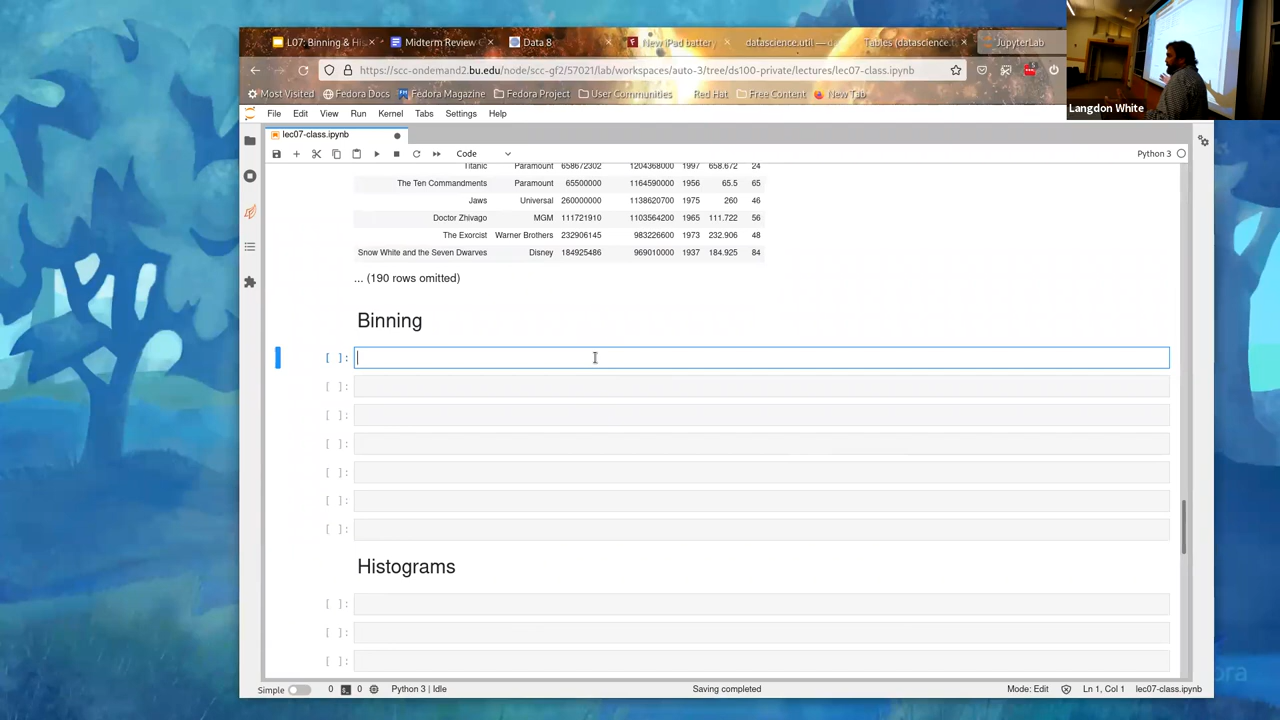 L07: Binning & Hi
Midterm Review
Data 8
New iPad batter
datascience.util — d
Tables (datascience.
JupyterLab
https://scc-ondemand2.bu.edu/node/scc-gf2/57021/lab/workspaces/auto-3/tree/ds100-private/lectures/lec07-class.ipynb
Most Visited
Fedora Docs
Fedora Magazine
Fedora Project
User Communities
Red Hat
Free Content
New Tab
Langdon White
File Edit View Run Kernel Tabs Settings Help
lec07-class.ipynb
Code
Python 3
Titanic Paramount 658672302 1204368000 1997 658.672 24
The Ten Commandments Paramount 65500000 1164590000 1956 65.5 65
Jaws Universal 260000000 1138620700 1975 260 46
Doctor Zhivago MGM 111721910 1103564200 1965 111.722 56
The Exorcist Warner Brothers 232906145 983226600 1973 232.906 48
Snow White and the Seven Dwarves Disney 184925486 969010000 1937 184.925 84
... (190 rows omitted)
Binning
[ ]:
[ ]:
[ ]:
[ ]:
[ ]:
[ ]:
[ ]:
Histograms
[ ]:
[ ]:
[ ]:
Simple 0 0 Python 3 | Idle Saving completed Mode: Edit Ln 1, Col 1 lec07-class.ipynb